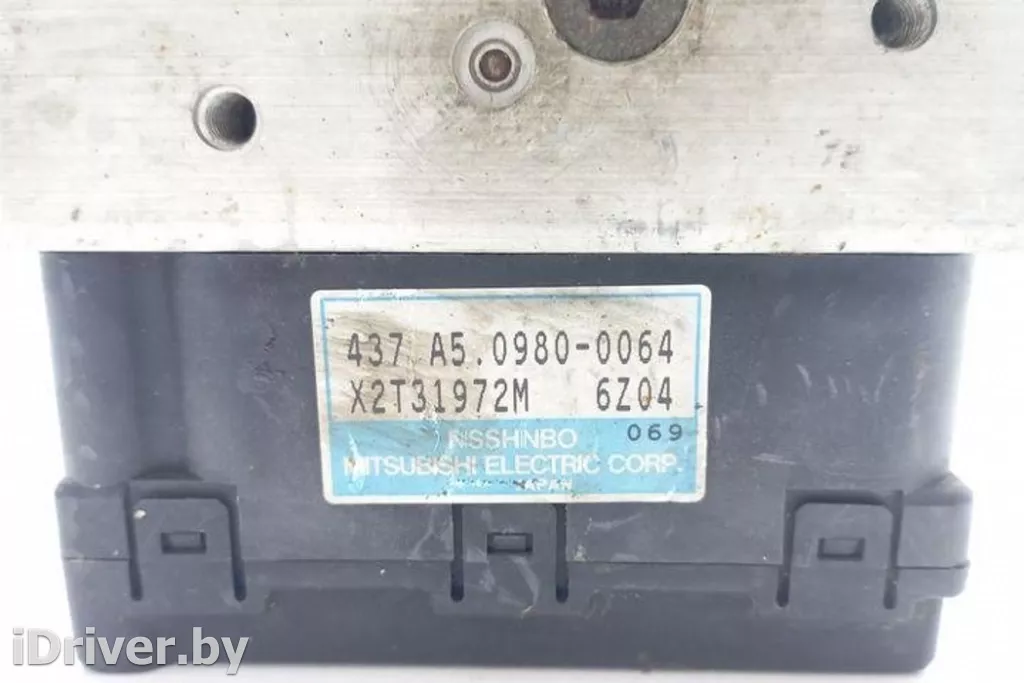 437 A5.0980-0064
X2T31972M 6Z04
069
NISSHINBO
MITSUBISHI ELECTRIC CORP.
JAPAN
iDriver.by